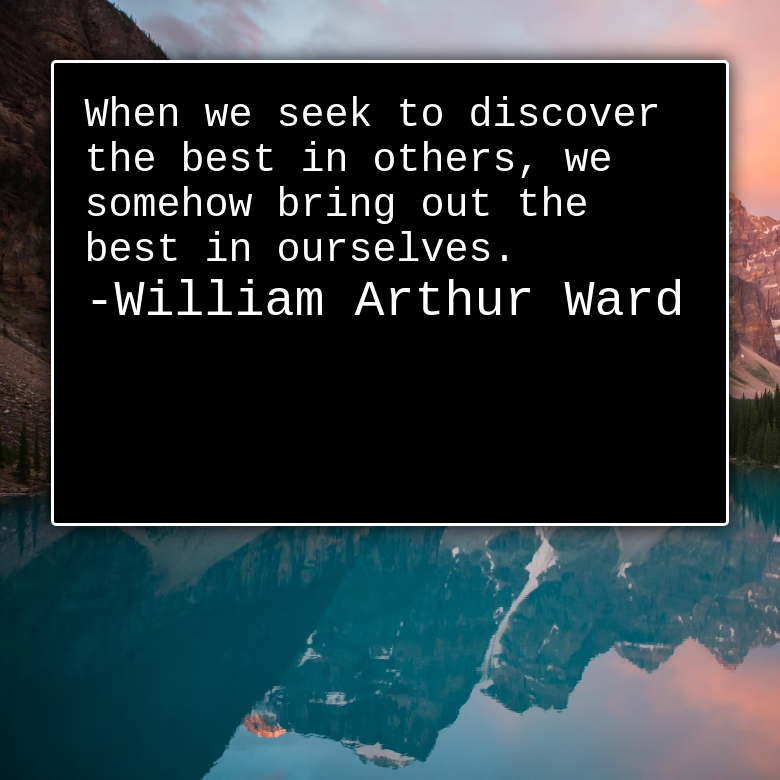 When we seek to discover
the best in others, we
somehow bring out the
best in ourselves.
-William Arthur Ward